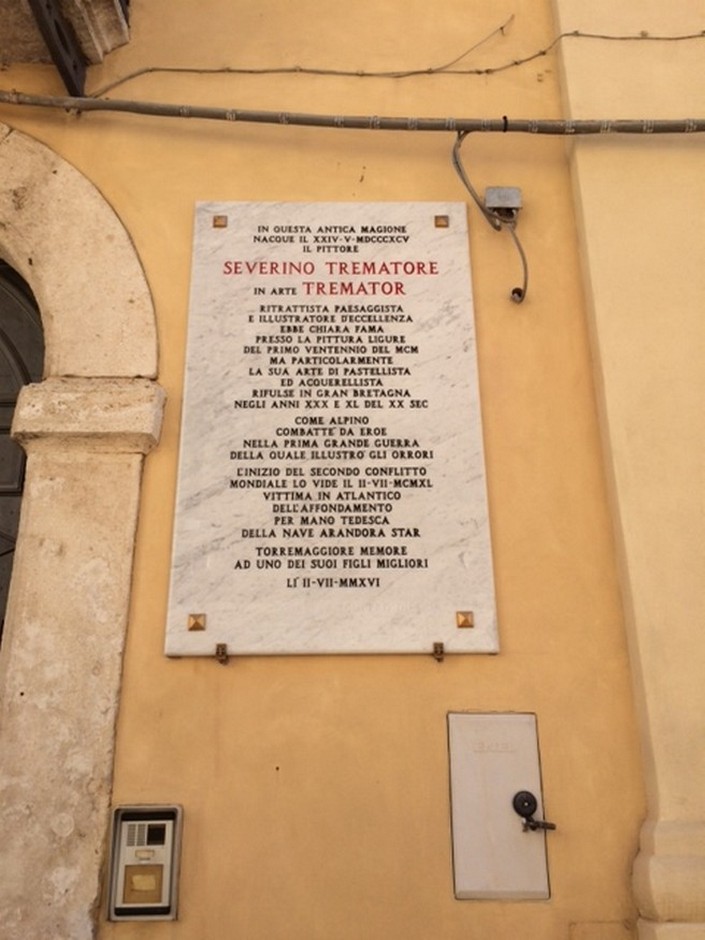 IN QUESTA ANTICA MAGIONE
NACQUE IL XXIV-V-MDCCCXCV
IL PITTORE
SEVERINO TREMATORE
IN ARTE TREMATOR
RITRATTISTA PAESAGGISTA
E ILLUSTRATORE D'ECCELLENZA
EBBE CHIARA FAMA
PRESSO LA PITTURA LIGURE
DEL PRIMO VENTENNIO DEL MCM
MA PARTICOLARMENTE
LA SUA ARTE DI PASTELLISTA
ED ACQUERELLISTA
RIFULSE IN GRAN BRETAGNA
NEGLI ANNI XXX E XL DEL XX SEC
COME ALPINO
COMBATTE' DA EROE
NELLA PRIMA GRANDE GUERRA
DELLA QUALE ILLUSTRO' GLI ORRORI
L'INIZIO DEL SECONDO CONFLITTO
MONDIALE LO VIDE IL II-VII-MCMXL
VITTIMA IN ATLANTICO
DELL'AFFONDAMENTO
PER MANO TEDESCA
DELLA NAVE ARANDORA STAR
TORREMAGGIORE MEMORE
AD UNO DEI SUOI FIGLI MIGLIORI
LI' II-VII-MMXVI